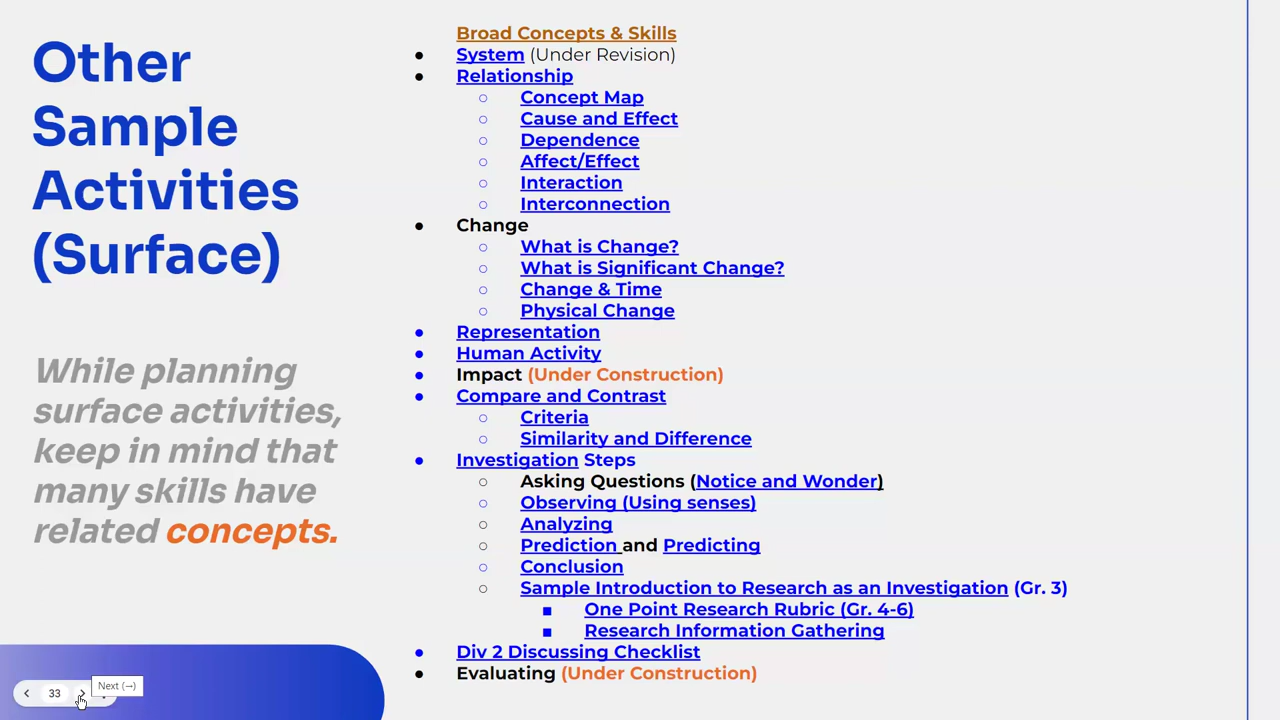 Other
Sample
Activities
(Surface)
While planning
surface activities,
keep in mind that
many skills have
related concepts.
Broad Concepts & Skills
● System (Under Revision)
● Relationship
○ Concept Map
○ Cause and Effect
○ Dependence
○ Affect/Effect
○ Interaction
○ Interconnection
● Change
○ What is Change?
○ What is Significant Change?
○ Change & Time
○ Physical Change
● Representation
● Human Activity
● Impact (Under Construction)
● Compare and Contrast
○ Criteria
○ Similarity and Difference
● Investigation Steps
○ Asking Questions (Notice and Wonder)
○ Observing (Using senses)
○ Analyzing
○ Prediction and Predicting
○ Conclusion
○ Sample Introduction to Research as an Investigation (Gr. 3)
■ One Point Research Rubric (Gr. 4-6)
■ Research Information Gathering
● Div 2 Discussing Checklist
● Evaluating (Under Construction)
33
Next (→)